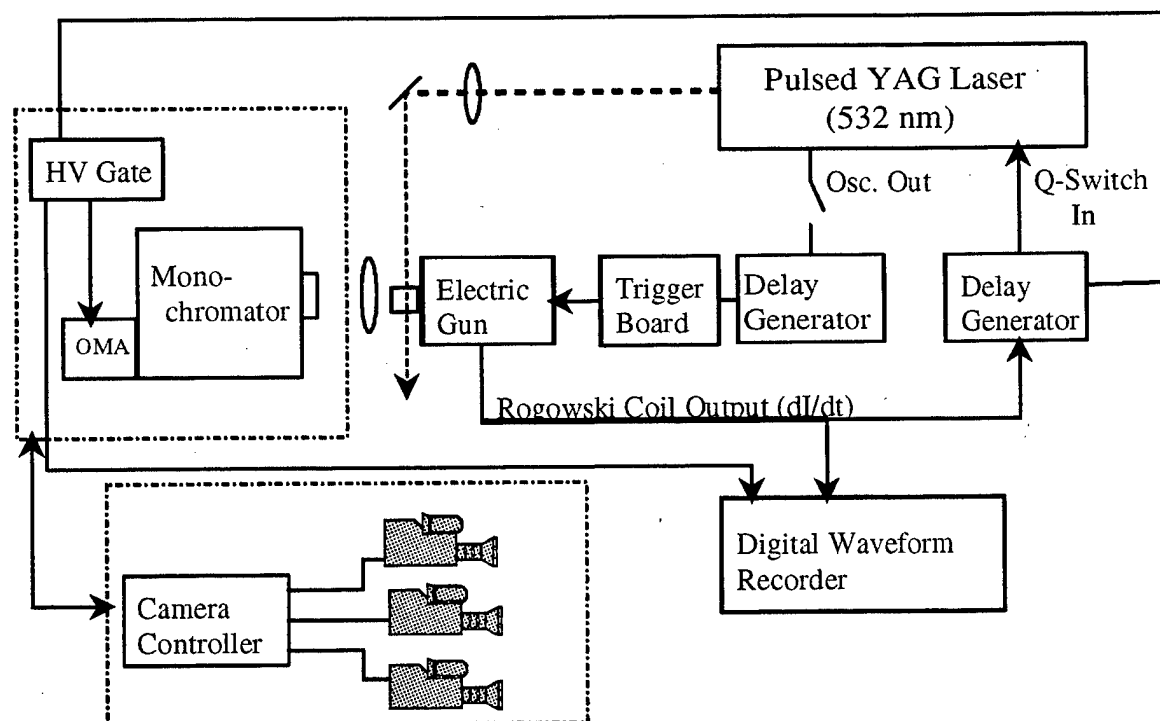 Pulsed YAG Laser
(532 nm)
HV Gate
Osc. Out
Q-Switch
In
Mono-
chromator
OMA
Electric
Gun
Trigger
Board
Delay
Generator
Delay
Generator
Rogowski Coil Output (dI/dt)
Digital Waveform
Recorder
Camera
Controller